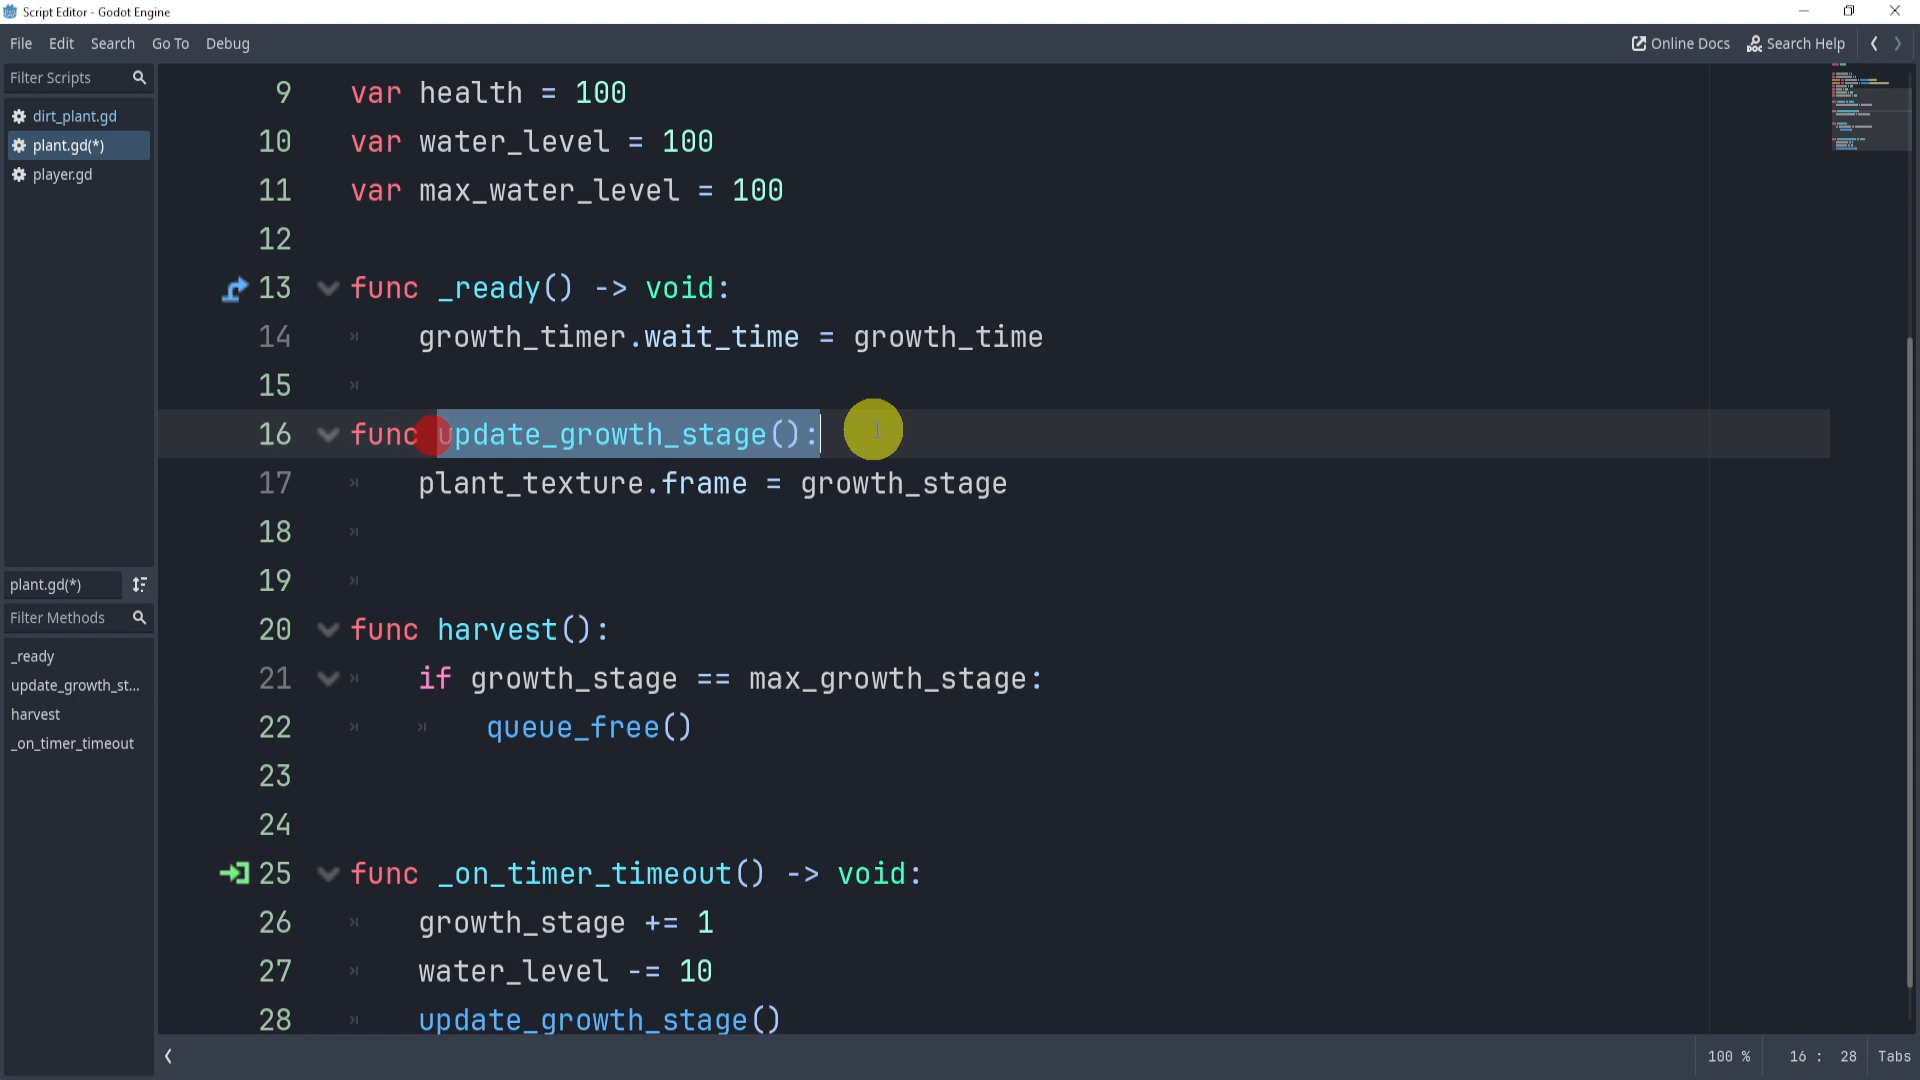 Script Editor - Godot Engine
File Edit Search Go To Debug
Online Docs Search Help
Filter Scripts
dirt_plant.gd
plant.gd(*)
player.gd
plant.gd(*)
Filter Methods
_ready
update_growth_st...
harvest
_on_timer_timeout
9 var health = 100
10 var water_level = 100
11 var max_water_level = 100
12
13 func _ready() -> void:
14 growth_timer.wait_time = growth_time
15
16 func update_growth_stage():
17 plant_texture.frame = growth_stage
18
19
20 func harvest():
21 if growth_stage == max_growth_stage:
22 queue_free()
23
24
25 func _on_timer_timeout() -> void:
26 growth_stage += 1
27 water_level -= 10
28 update_growth_stage()
100 % 16 : 28 Tabs